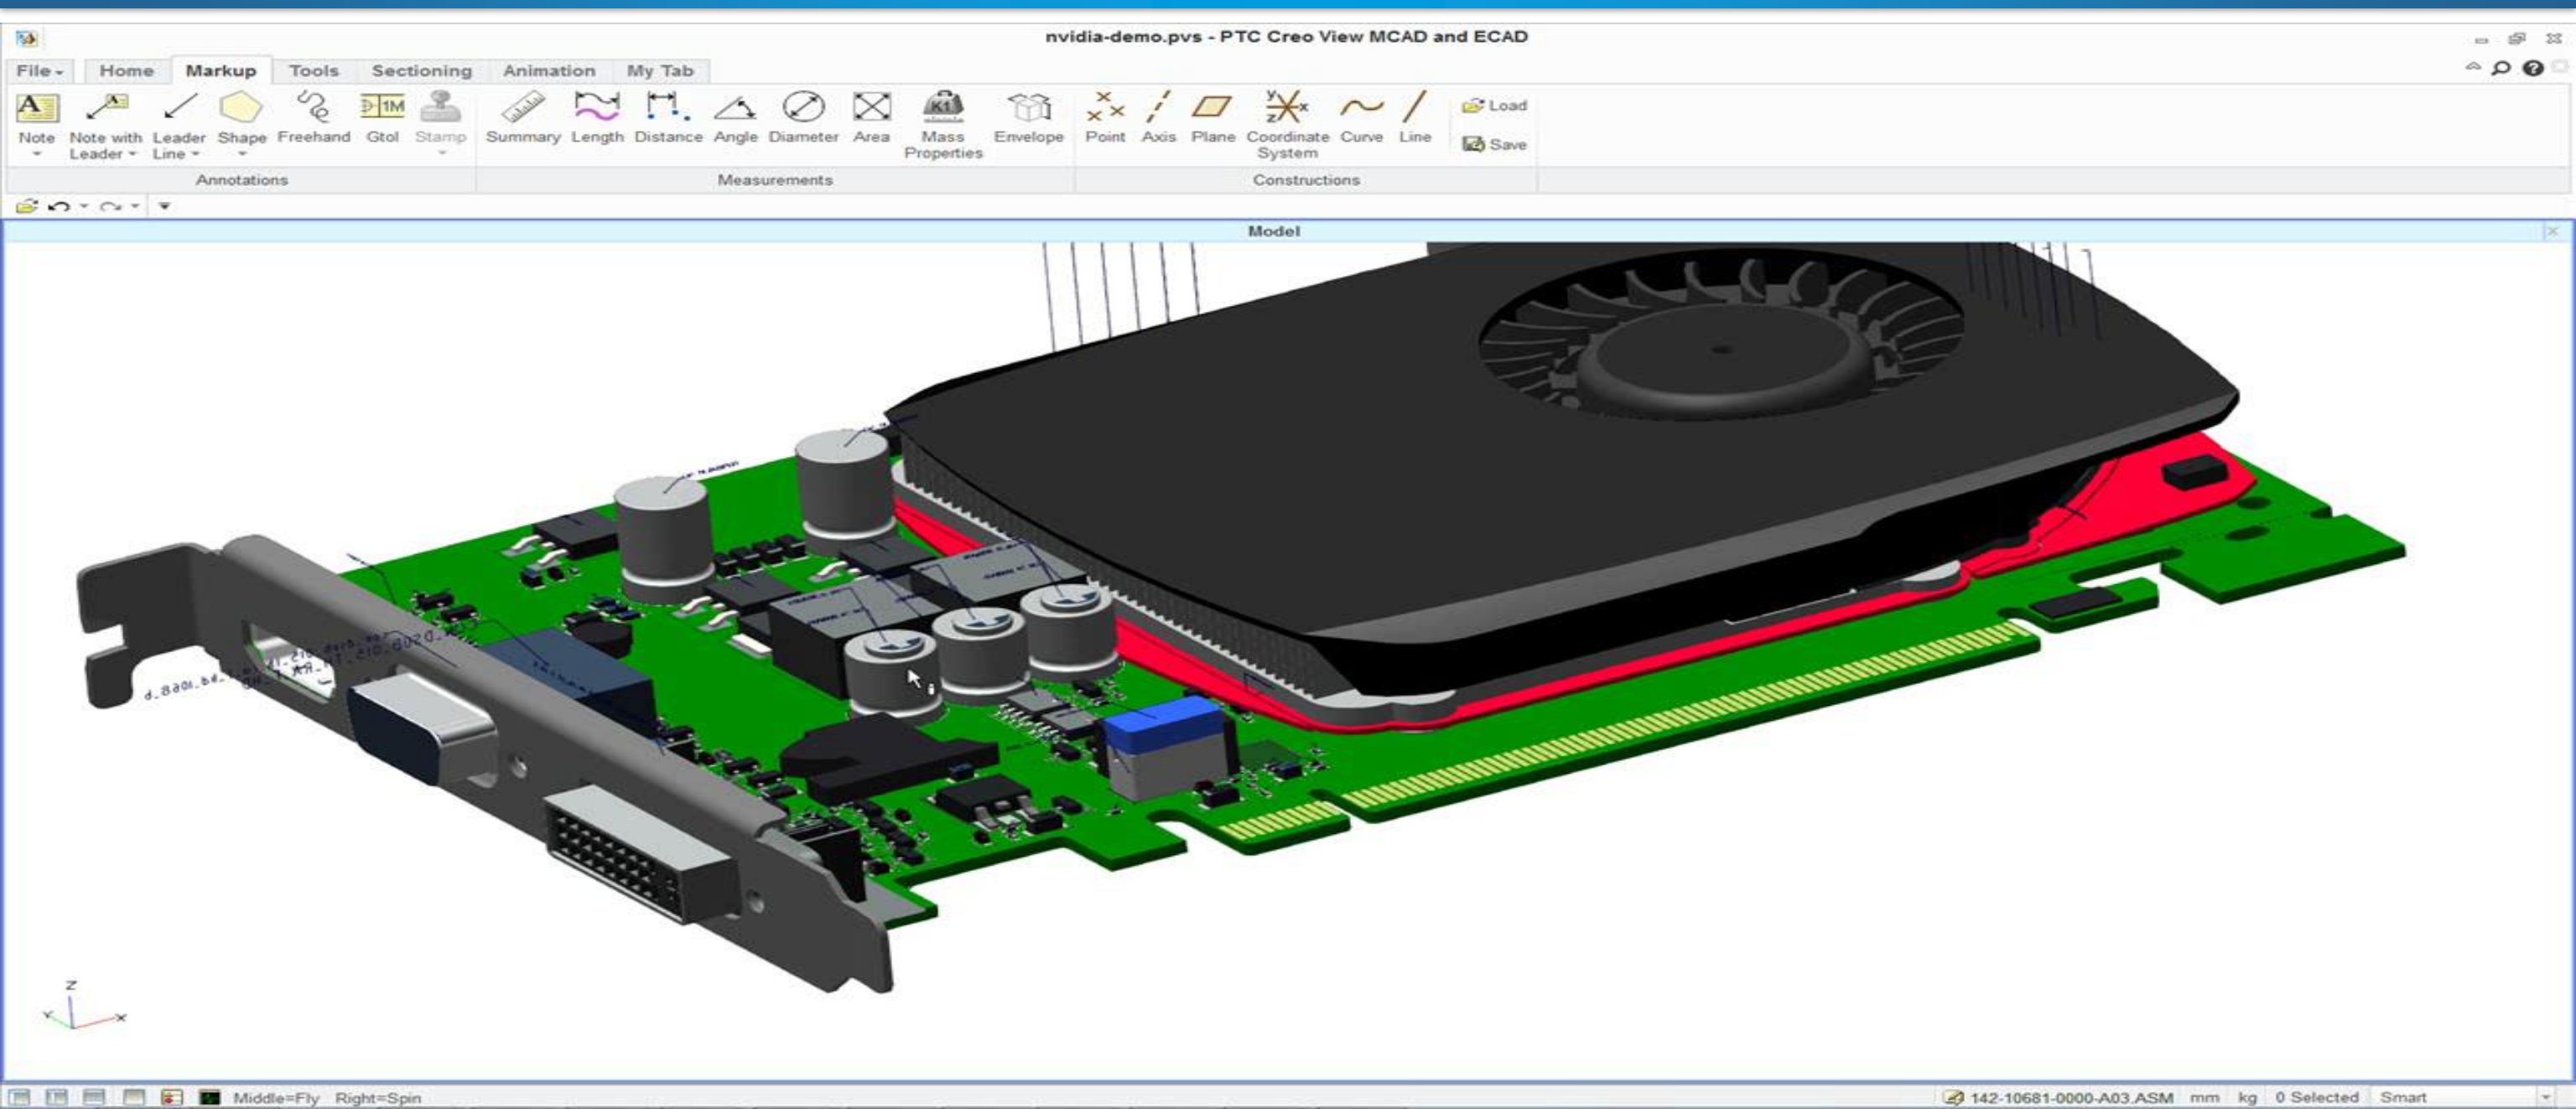 nvidia-demo.pvs - PTC Creo View MCAD and ECAD
File Home Markup Tools Sectioning Animation My Tab
Note Note with Leader Leader Line Shape Freehand Gtol Stamp Summary Length Distance Angle Diameter Area Mass Properties Envelope Point Axis Plane Coordinate System Curve Line Load
Save
Annotations Measurements Constructions
Model
Z
Y X
Middle=Fly Right=Spin 142-10681-0000-A03.ASM mm kg 0 Selected Smart